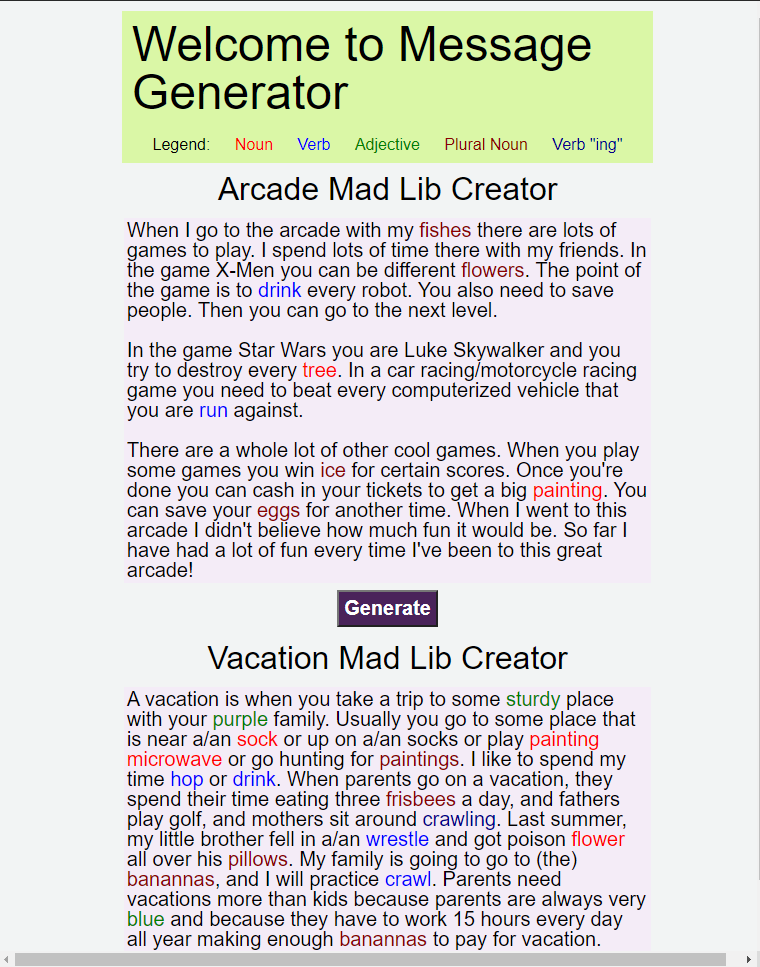 Welcome to Message
Generator
Legend: Noun Verb Adjective Plural Noun Verb "ing"
Arcade Mad Lib Creator
When I go to the arcade with my fishes there are lots of
games to play. I spend lots of time there with my friends. In
the game X-Men you can be different flowers. The point of
the game is to drink every robot. You also need to save
people. Then you can go to the next level.
In the game Star Wars you are Luke Skywalker and you
try to destroy every tree. In a car racing/motorcycle racing
game you need to beat every computerized vehicle that
you are run against.
There are a whole lot of other cool games. When you play
some games you win ice for certain scores. Once you're
done you can cash in your tickets to get a big painting. You
can save your eggs for another time. When I went to this
arcade I didn't believe how much fun it would be. So far I
have had a lot of fun every time I've been to this great
arcade!
Generate
Vacation Mad Lib Creator
A vacation is when you take a trip to some sturdy place
with your purple family. Usually you go to some place that
is near a/an sock or up on a/an socks or play painting
microwave or go hunting for paintings. I like to spend my
time hop or drink. When parents go on a vacation, they
spend their time eating three frisbees a day, and fathers
play golf, and mothers sit around crawling. Last summer,
my little brother fell in a/an wrestle and got poison flower
all over his pillows. My family is going to go to (the)
banannas, and I will practice crawl. Parents need
vacations more than kids because parents are always very
blue and because they have to work 15 hours every day
all year making enough banannas to pay for vacation.